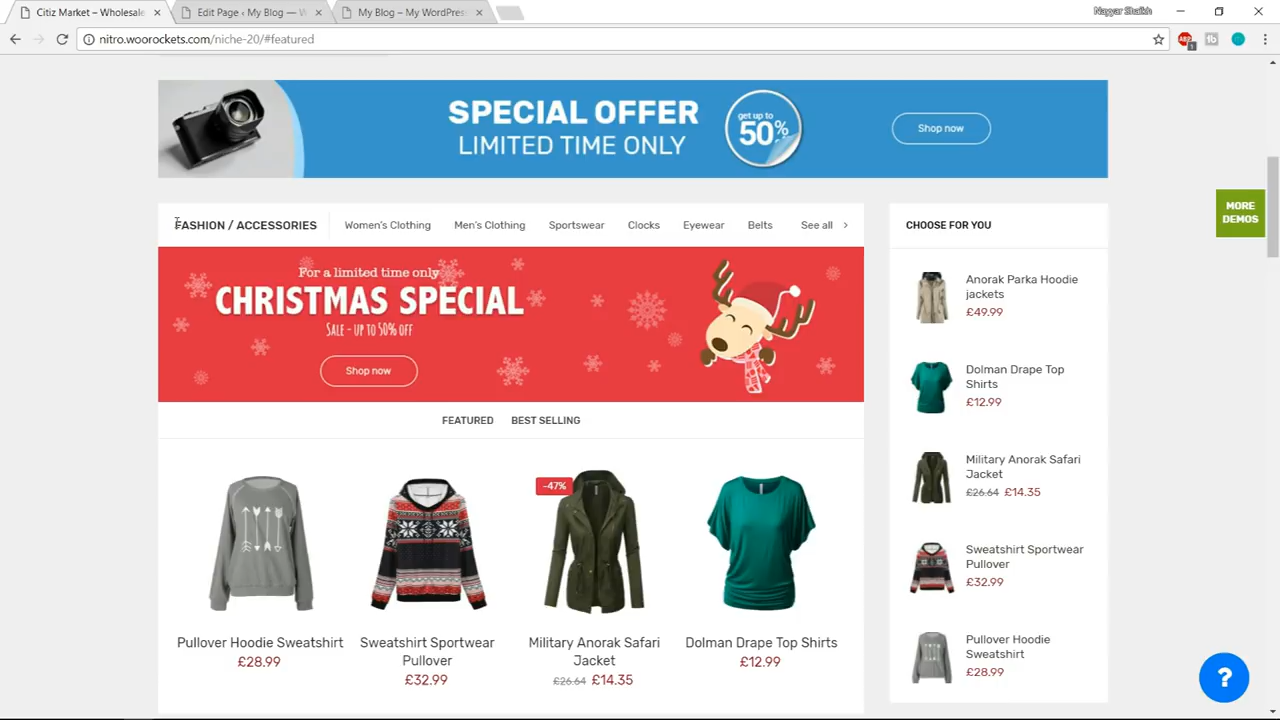 Citiz Market – Wholesale
Edit Page ‹ My Blog — W
My Blog – My WordPres
Nayyar Shaikh
nitro.woorockets.com/niche-20/#featured
SPECIAL OFFER
LIMITED TIME ONLY
get up to
50%
Shop now
MORE
DEMOS
FASHION / ACCESSORIES
Women's Clothing
Men's Clothing
Sportswear
Clocks
Eyewear
Belts
See all
For a limited time only
CHRISTMAS SPECIAL
SALE - UP TO 50% OFF
Shop now
FEATURED
BEST SELLING
-47%
Pullover Hoodie Sweatshirt
£28.99
Sweatshirt Sportwear
Pullover
£32.99
Military Anorak Safari
Jacket
£26.64 £14.35
Dolman Drape Top Shirts
£12.99
CHOOSE FOR YOU
Anorak Parka Hoodie
jackets
£49.99
Dolman Drape Top
Shirts
£12.99
Military Anorak Safari
Jacket
£26.64 £14.35
Sweatshirt Sportwear
Pullover
£32.99
Pullover Hoodie
Sweatshirt
£28.99
?